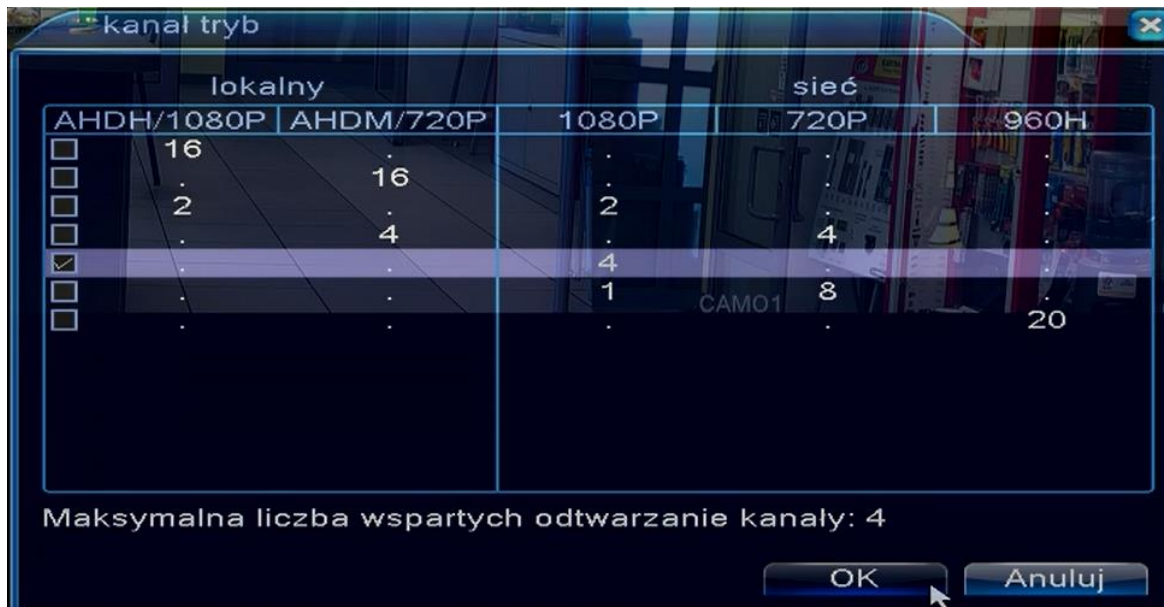 kanał tryb
lokalny sieć
AHDH/1080P AHDM/720P 1080P 720P 960H
16 . . . .
. 16 . . .
2 . 2 . .
. 4 . 4 .
. . 4 . .
. . 1 8 .
CAM01
. . . . 20
Maksymalna liczba wspartych odtwarzanie kanały: 4
OK Anuluj